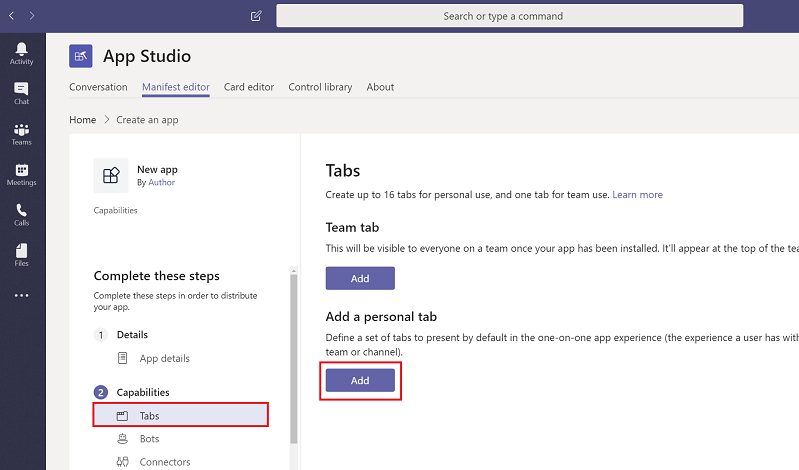 Search or type a command
Activity
Chat
Teams
Meetings
Calls
Files
App Studio
Conversation
Manifest editor
Card editor
Control library
About
Home
Create an app
New app
By Author
Capabilities
Complete these steps
Complete these steps in order to distribute
your app.
1 Details
App details
2 Capabilities
Tabs
Bots
Connectors
Tabs
Create up to 16 tabs for personal use, and one tab for team use. Learn more
Team tab
This will be visible to everyone on a team once your app has been installed. It'll appear at the top of the tea
Add
Add a personal tab
Define a set of tabs to present by default in the one-on-one app experience (the experience a user has with
team or channel).
Add